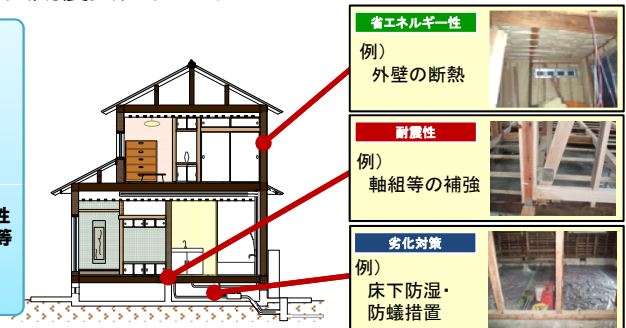 省エネルギー性
例）
外壁の断熱
耐震性
例）
軸組等の補強
性
等
劣化対策
例）
床下防湿・
防蟻措置